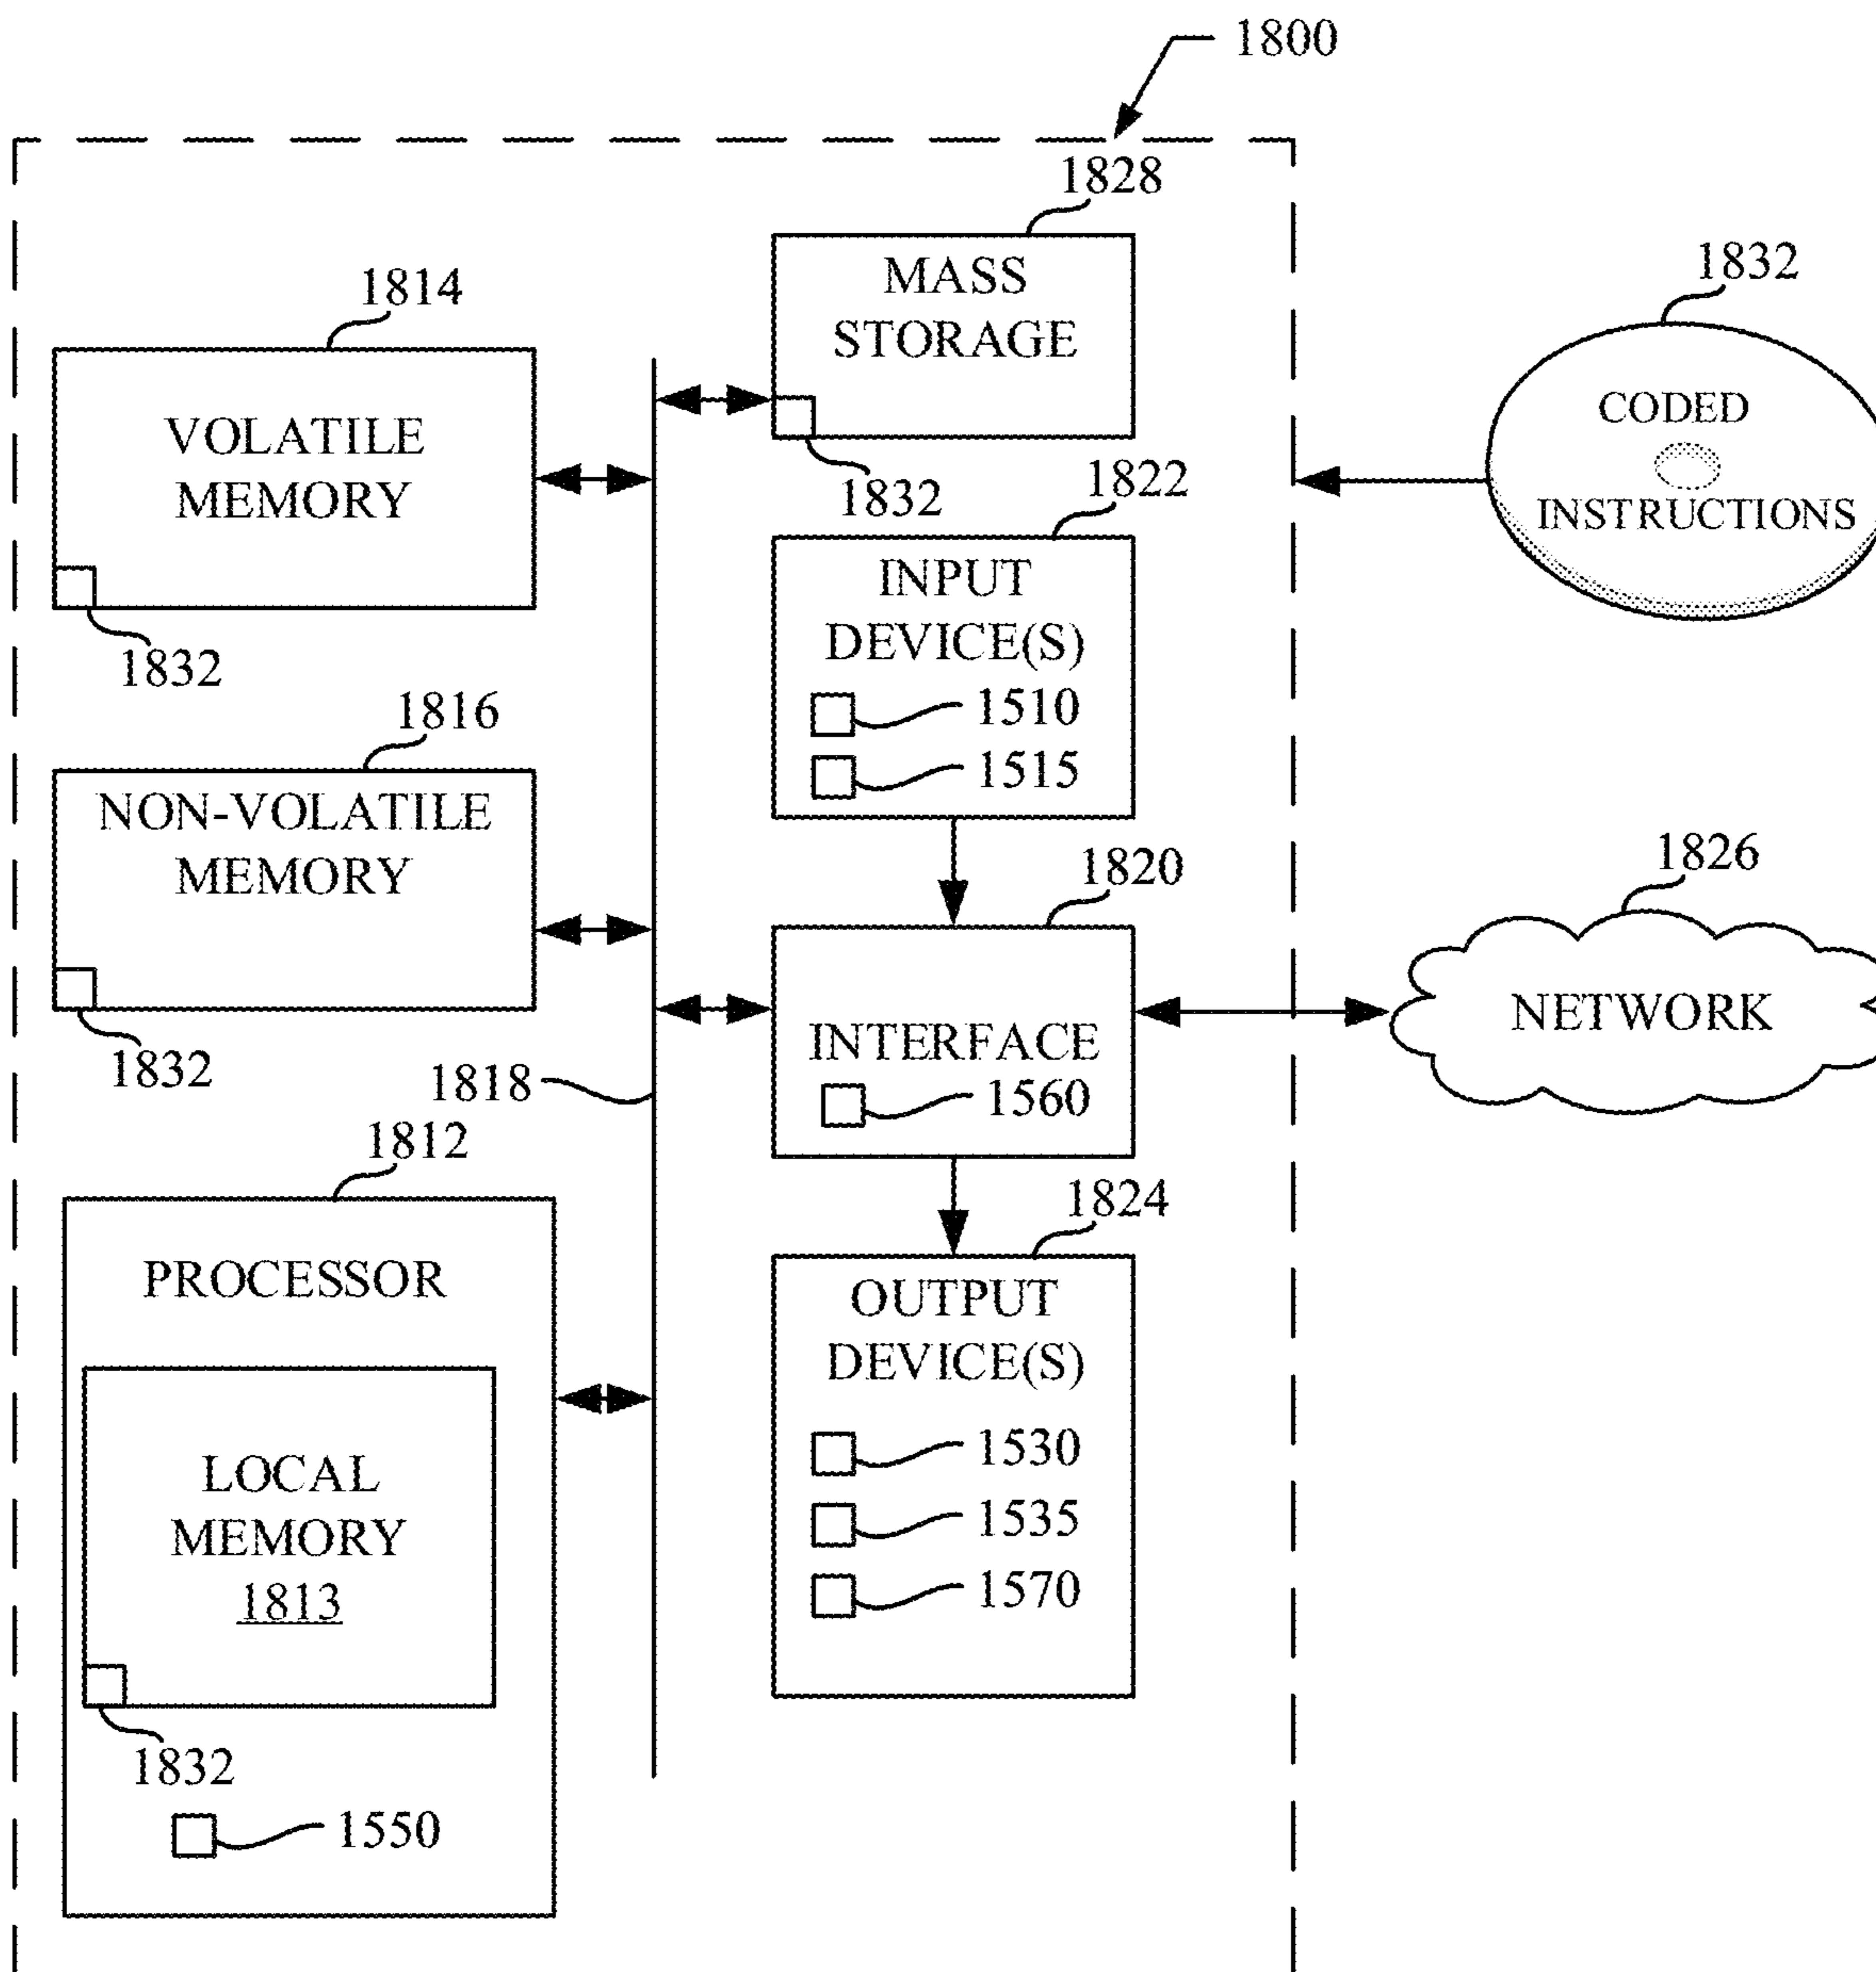 1800
1828
MASS
STORAGE
1832
1814
VOLATILE
MEMORY
1832
1832
CODED
INSTRUCTIONS
1822
INPUT
DEVICE(S)
1510
1515
1816
NON-VOLATILE
MEMORY
1832
1820
INTERFACE
1560
1826
NETWORK
1818
1812
PROCESSOR
LOCAL
MEMORY
1813
1832
1550
1824
OUTPUT
DEVICE(S)
1530
1535
1570